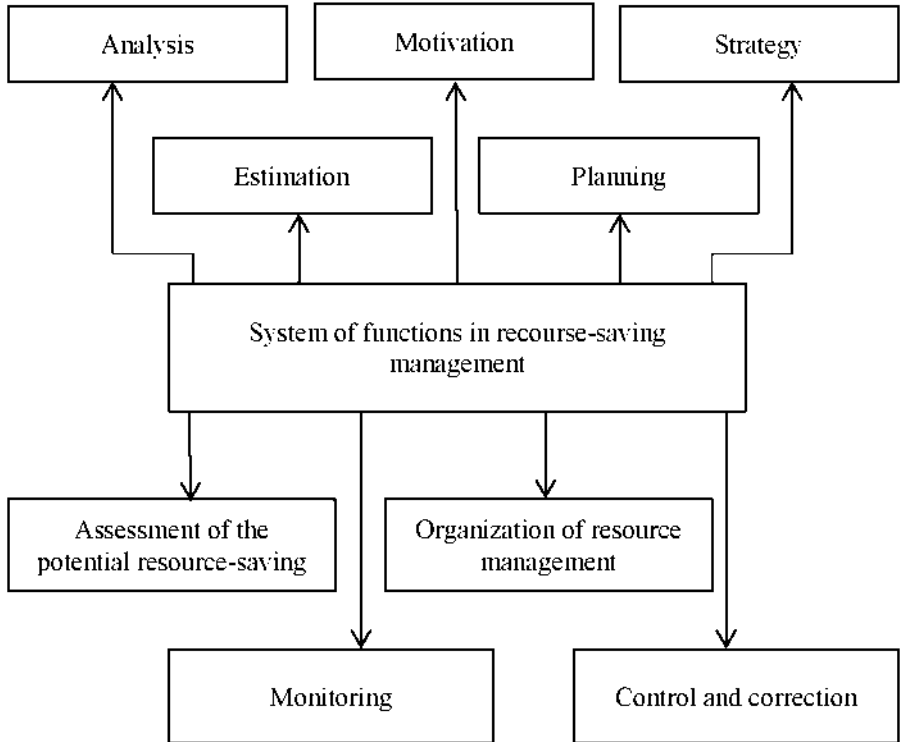 Analysis
Motivation
Strategy
Estimation
Planning
System of functions in recourse-saving
management
Assessment of the
potential resource-saving
Organization of resource
management
Monitoring
Control and correction